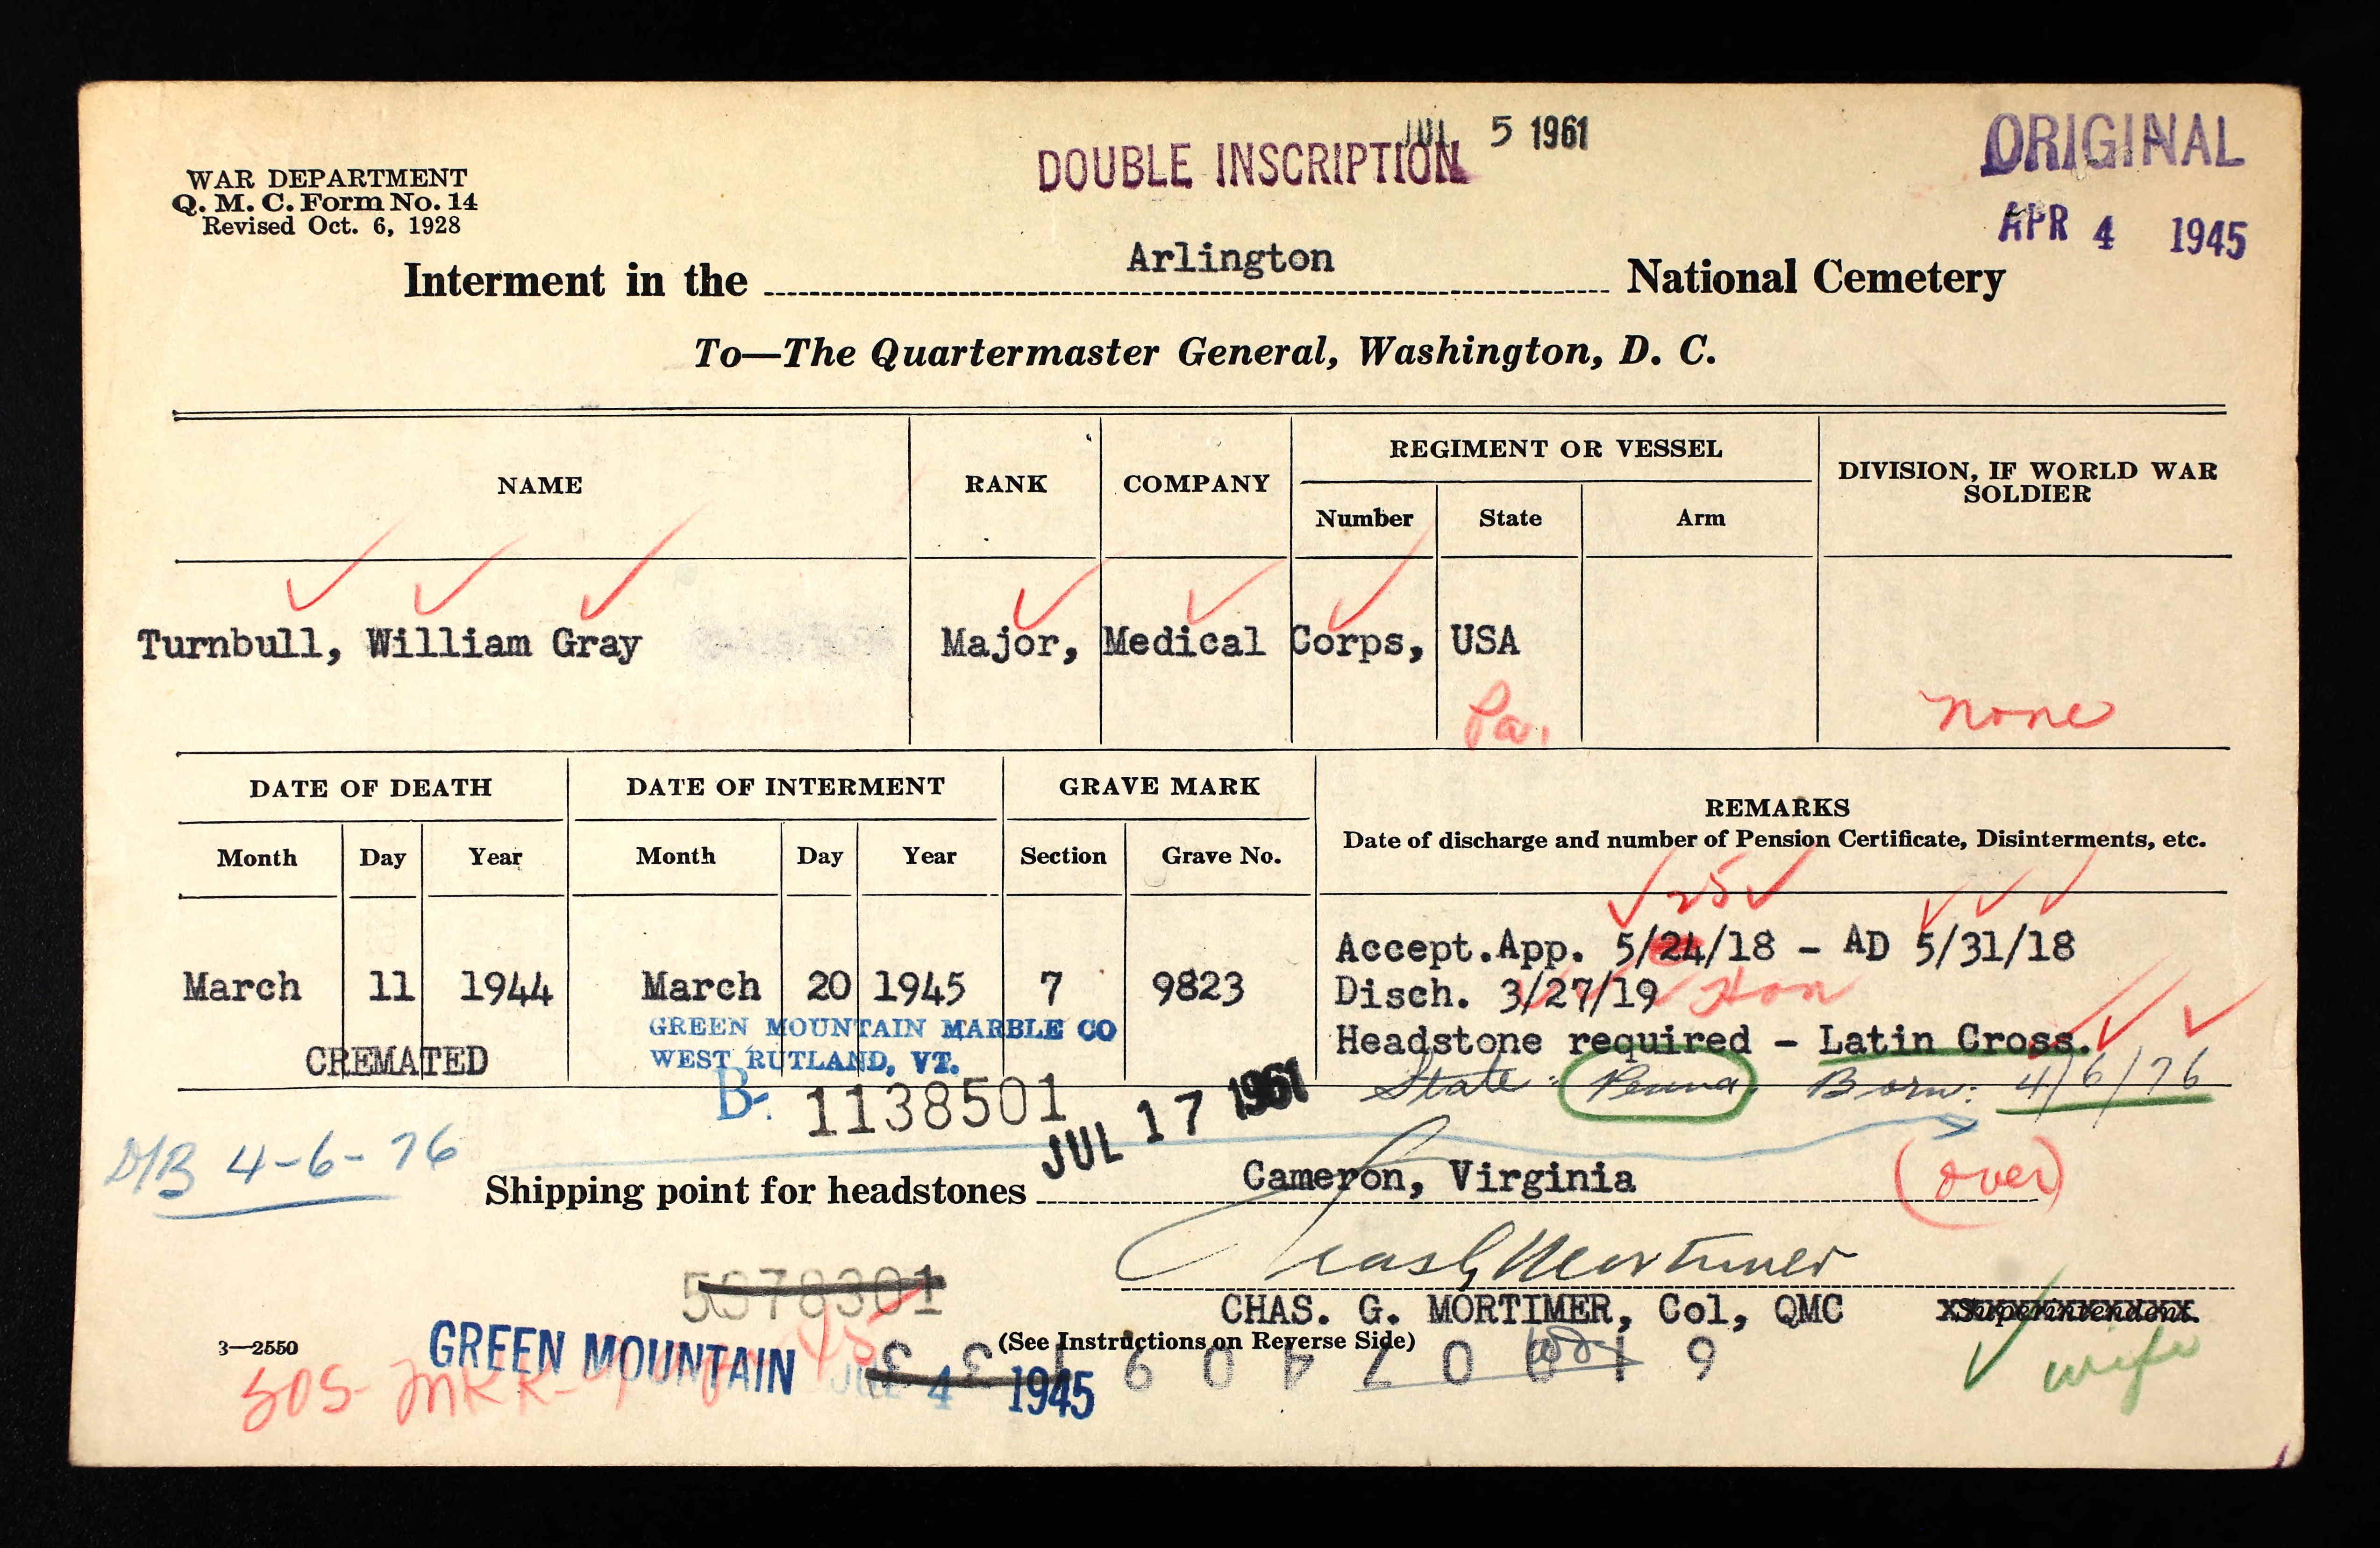 JUL 5 1961
DOUBLE INSCRIPTION
ORIGINAL
APR 4 1945
WAR DEPARTMENT
Q. M. C. Form No. 14
Revised Oct. 6, 1928
Interment in the Arlington National Cemetery
To—The Quartermaster General, Washington, D. C.
NAME RANK COMPANY REGIMENT OR VESSEL DIVISION, IF WORLD WAR SOLDIER
Number State Arm
Turnbull, William Gray Major, Medical Corps, USA
Pa. none
DATE OF DEATH DATE OF INTERMENT GRAVE MARK REMARKS
Date of discharge and number of Pension Certificate, Disinterments, etc.
Month Day Year Month Day Year Section Grave No.
25
Accept.App. 5/24/18 - AD 5/31/18
March 11 1944 March 20 1945 7 9823
Disch. 3/27/19 Hon
GREEN MOUNTAIN MARBLE CO
WEST RUTLAND, VT.
Headstone required - Latin Cross.
CREMATED
State: Penna. Born: 4/6/76
B- 1138501
JUL 17 1961
D/B 4-6-76
Shipping point for headstones Cameron, Virginia
(over)
Chas G Mortimer
5078301
CHAS. G. MORTIMER, Col, QMC Superintendent.
3—2550
(See Instructions on Reverse Side)
GREEN MOUNTAIN
4 1945
wife